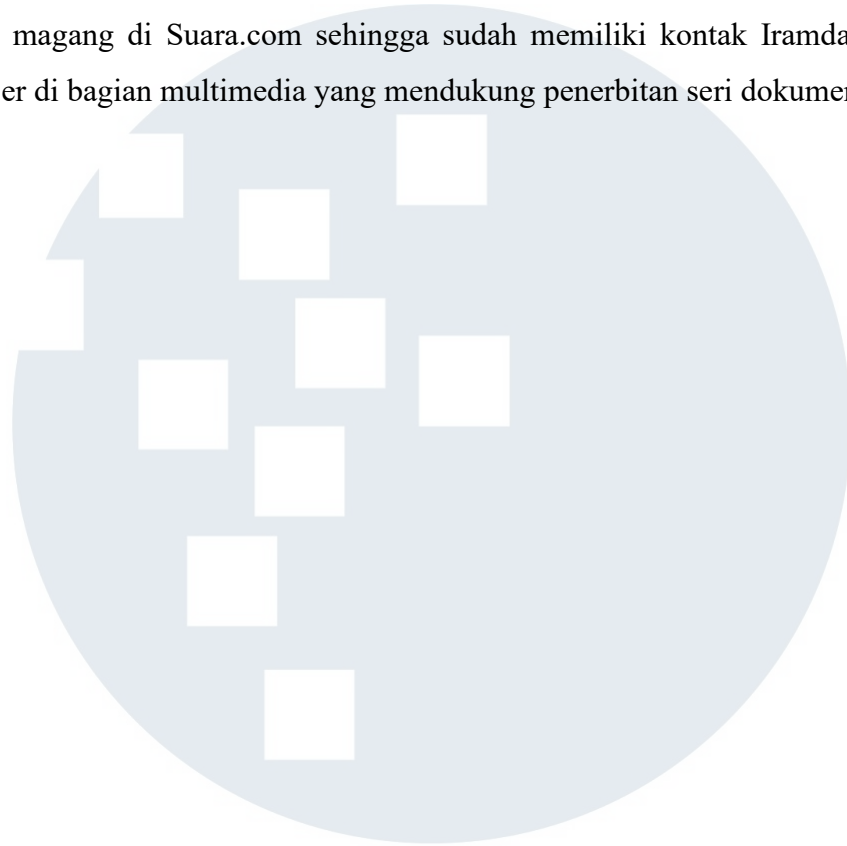 magang di Suara.com sehingga sudah memiliki kontak Iramda
er di bagian multimedia yang mendukung penerbitan seri dokumen